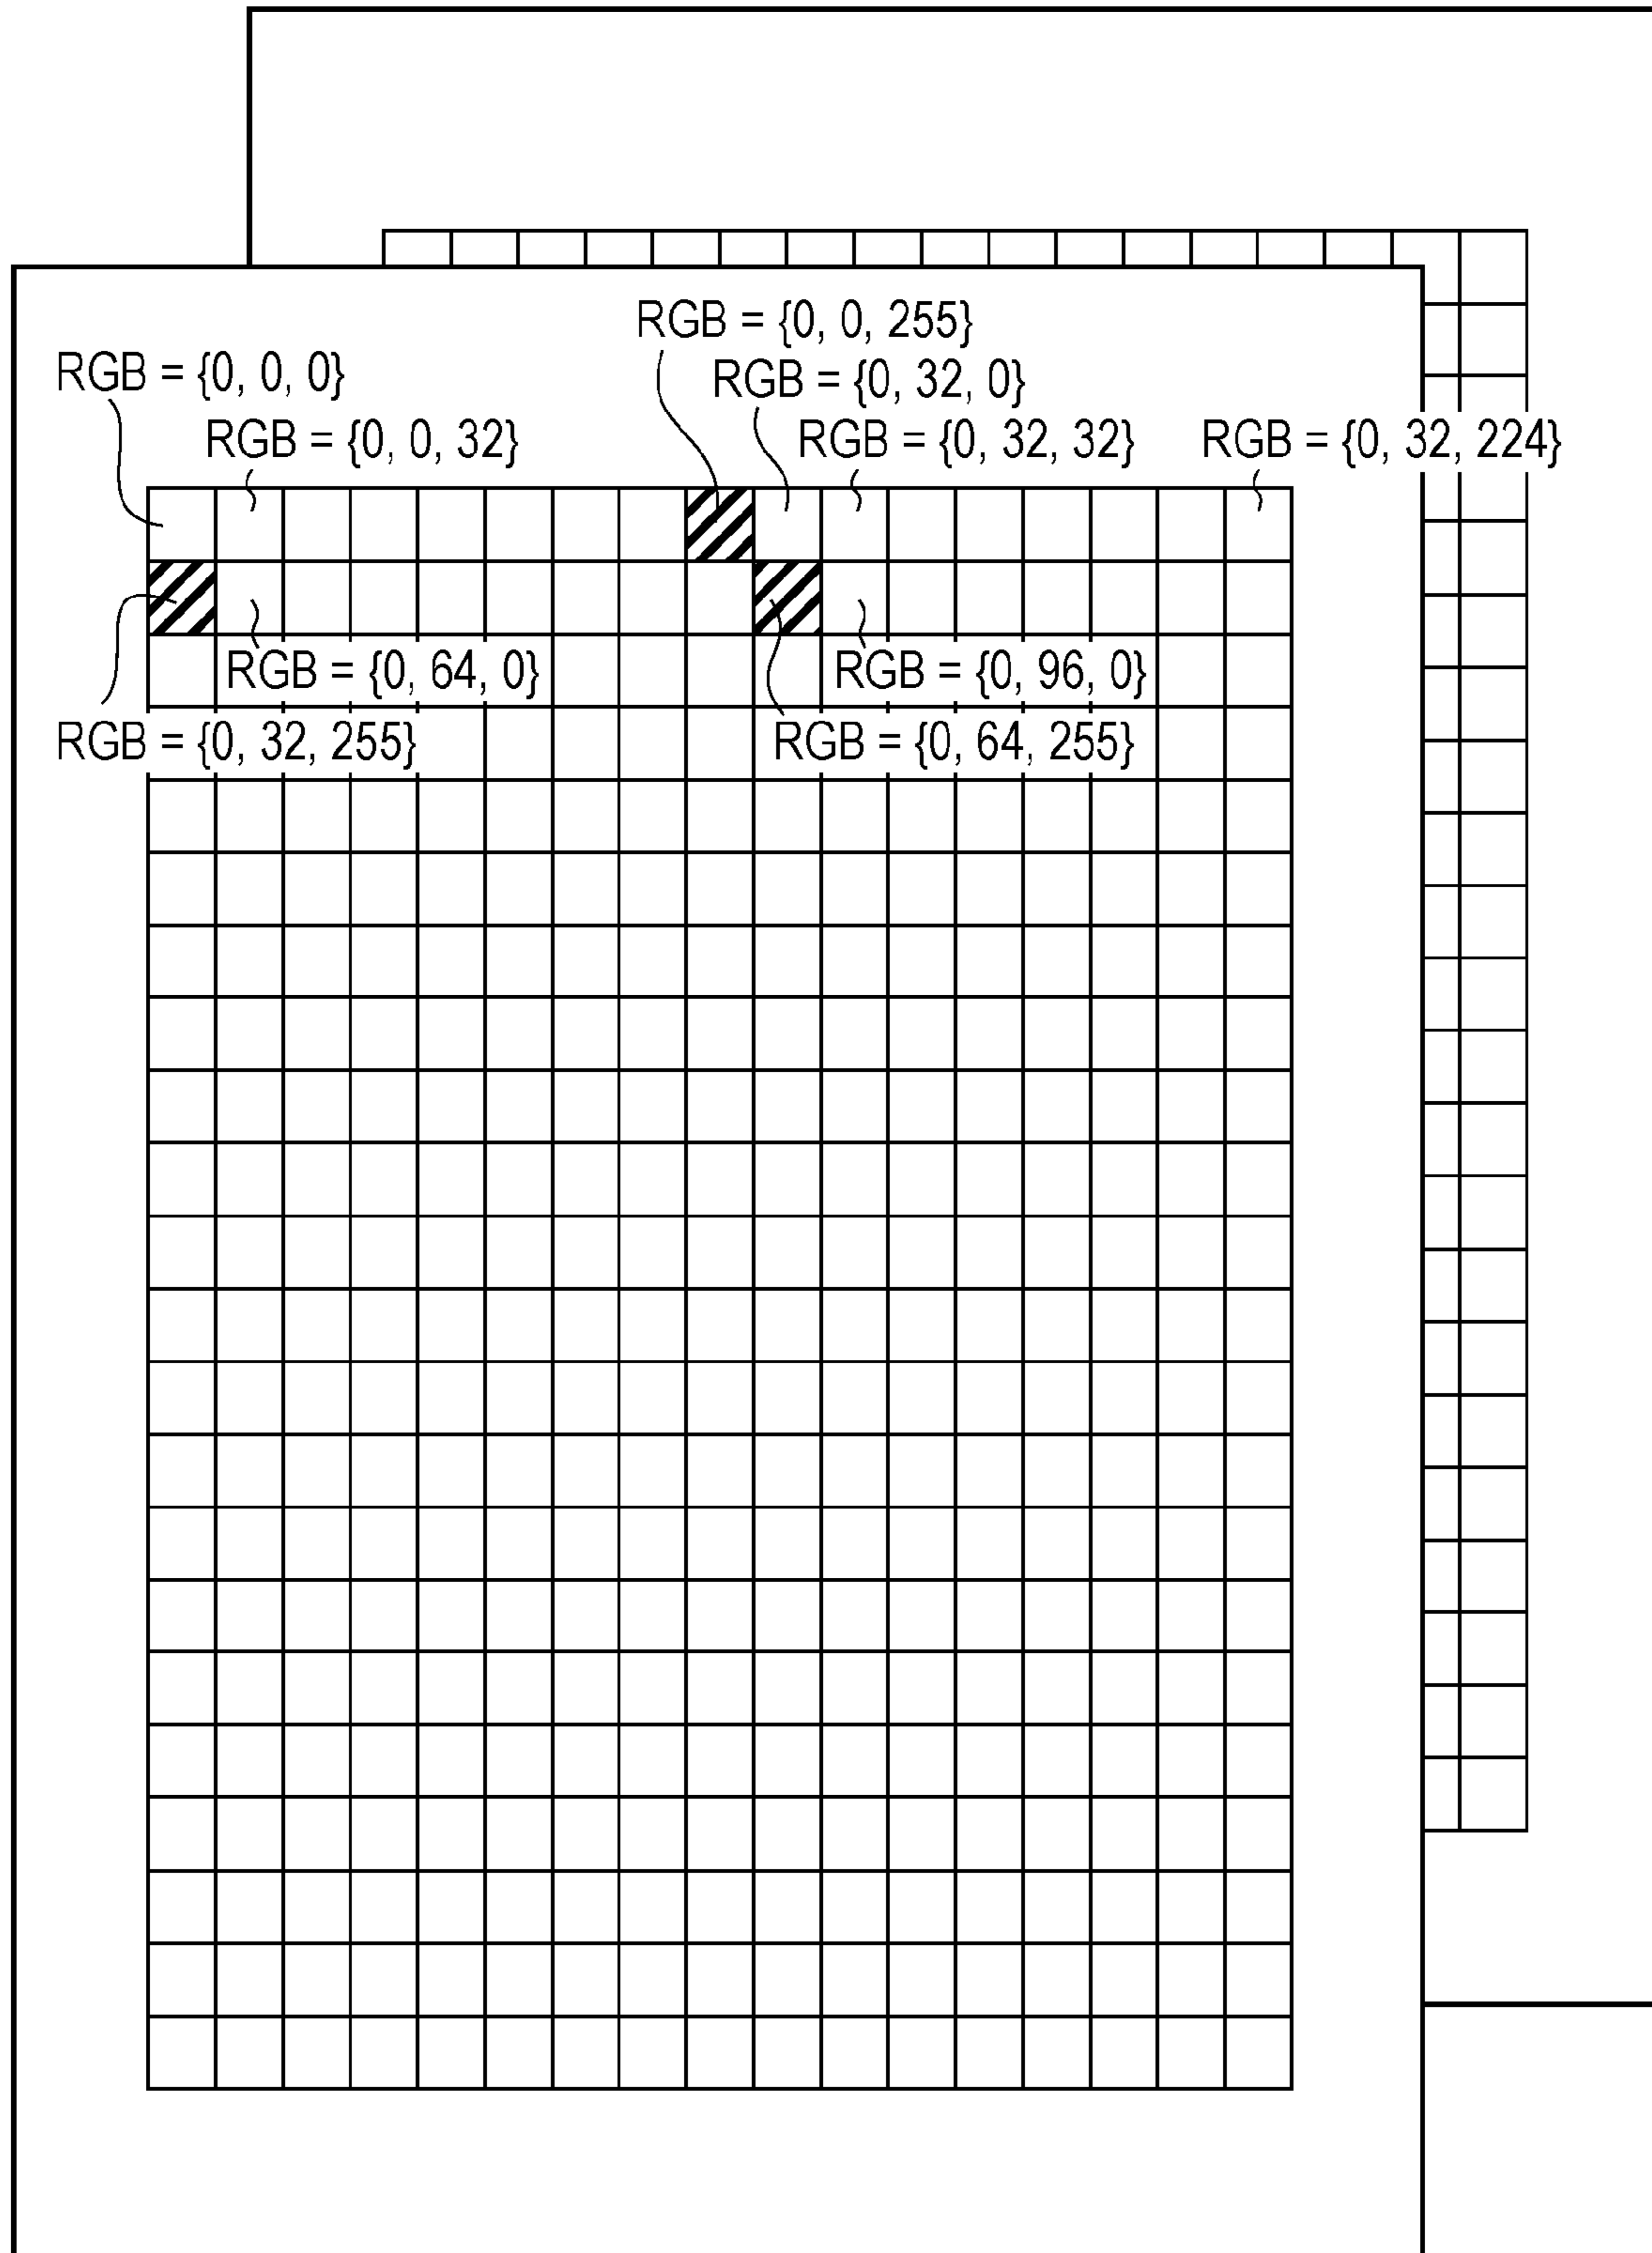 RGB = {0, 0, 255}
RGB = {0, 0, 0}
RGB = {0, 32, 0}
RGB = {0, 0, 32}
RGB = {0, 32, 32}
RGB = {0, 32, 224}
RGB = {0, 64, 0}
RGB = {0, 96, 0}
RGB = {0, 32, 255}
RGB = {0, 64, 255}